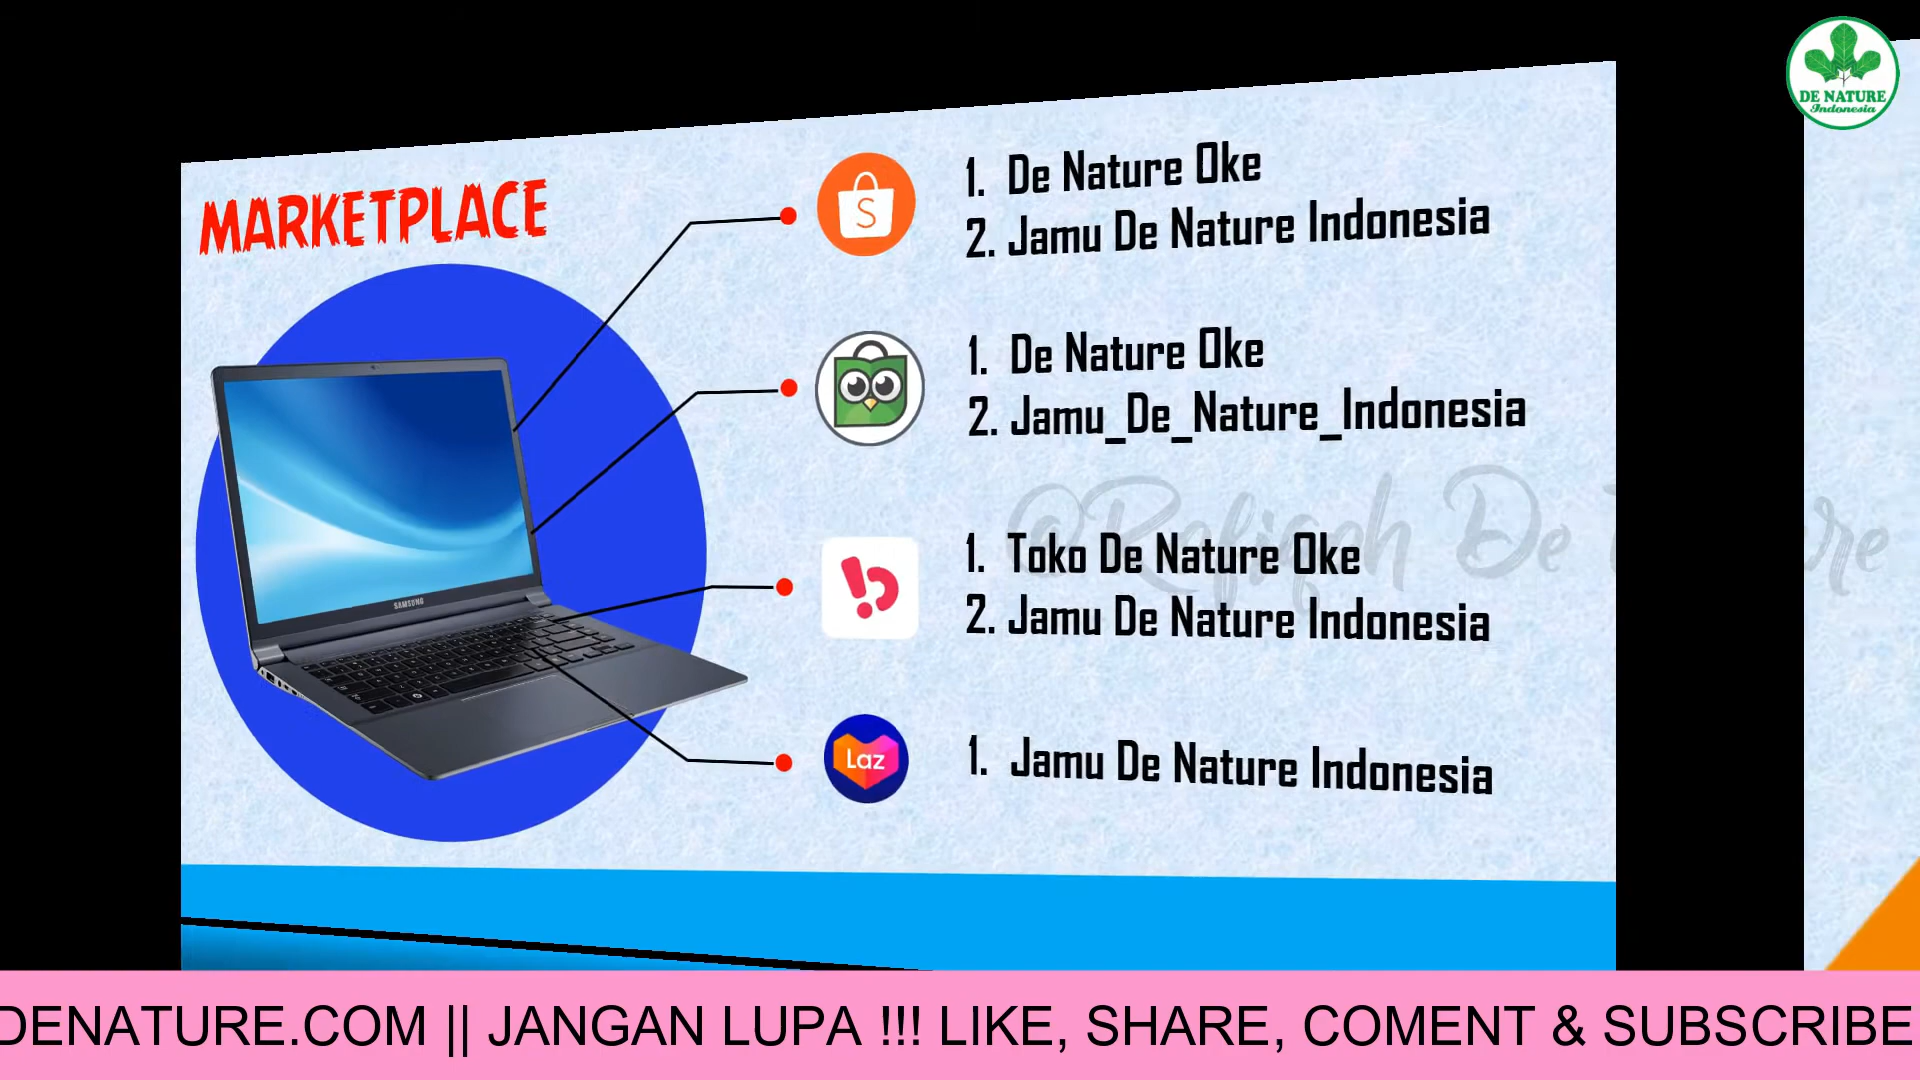 DE NATURE
Indonesia
MARKETPLACE
S
1. De Nature Oke
2. Jamu De Nature Indonesia
1. De Nature Oke
2. Jamu_De_Nature_Indonesia
@Rafiqah De
1. Toko De Nature Oke
2. Jamu De Nature Indonesia
SAMSUNG
Laz
1. Jamu De Nature Indonesia
DENATURE.COM || JANGAN LUPA !!! LIKE, SHARE, COMENT & SUBSCRIBE